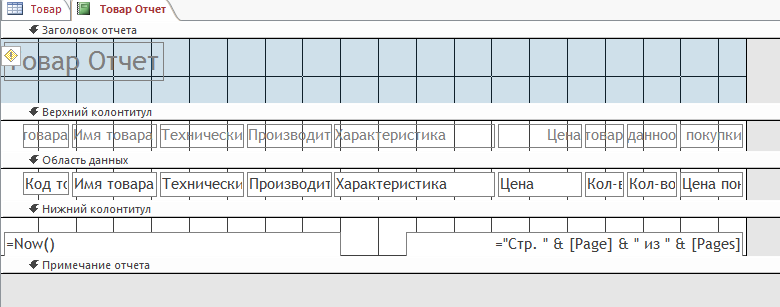 Товар Товар Отчет
Заголовок отчета
Товар Отчет
Верхний колонтитул
товара Имя товара Технически Производит Характеристика Цена товар данноо покупки
Область данных
Код то Имя товара Технически Производит Характеристика Цена Кол-в Кол-во Цена пок
Нижний колонтитул
=Now() ="Стр. " & [Page] & " из " & [Pages]
Примечание отчета